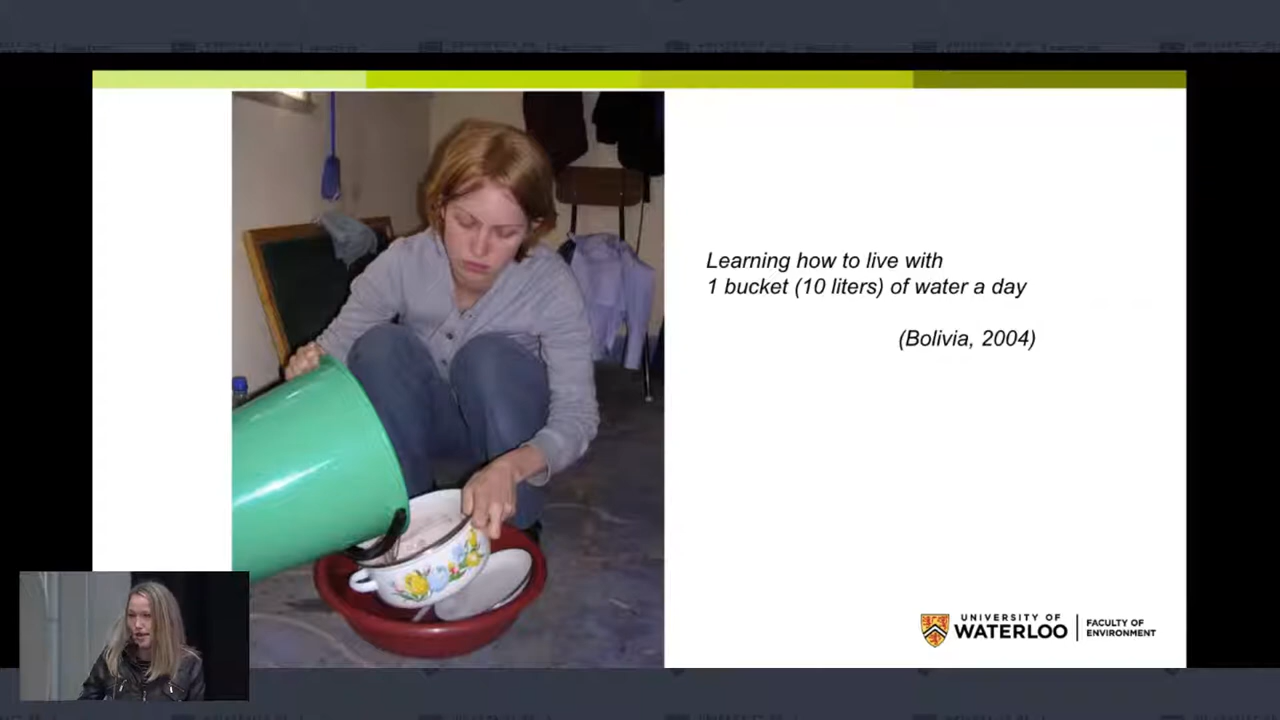 Learning how to live with
1 bucket (10 liters) of water a day
(Bolivia, 2004)
UNIVERSITY OF
WATERLOO
FACULTY OF
ENVIRONMENT